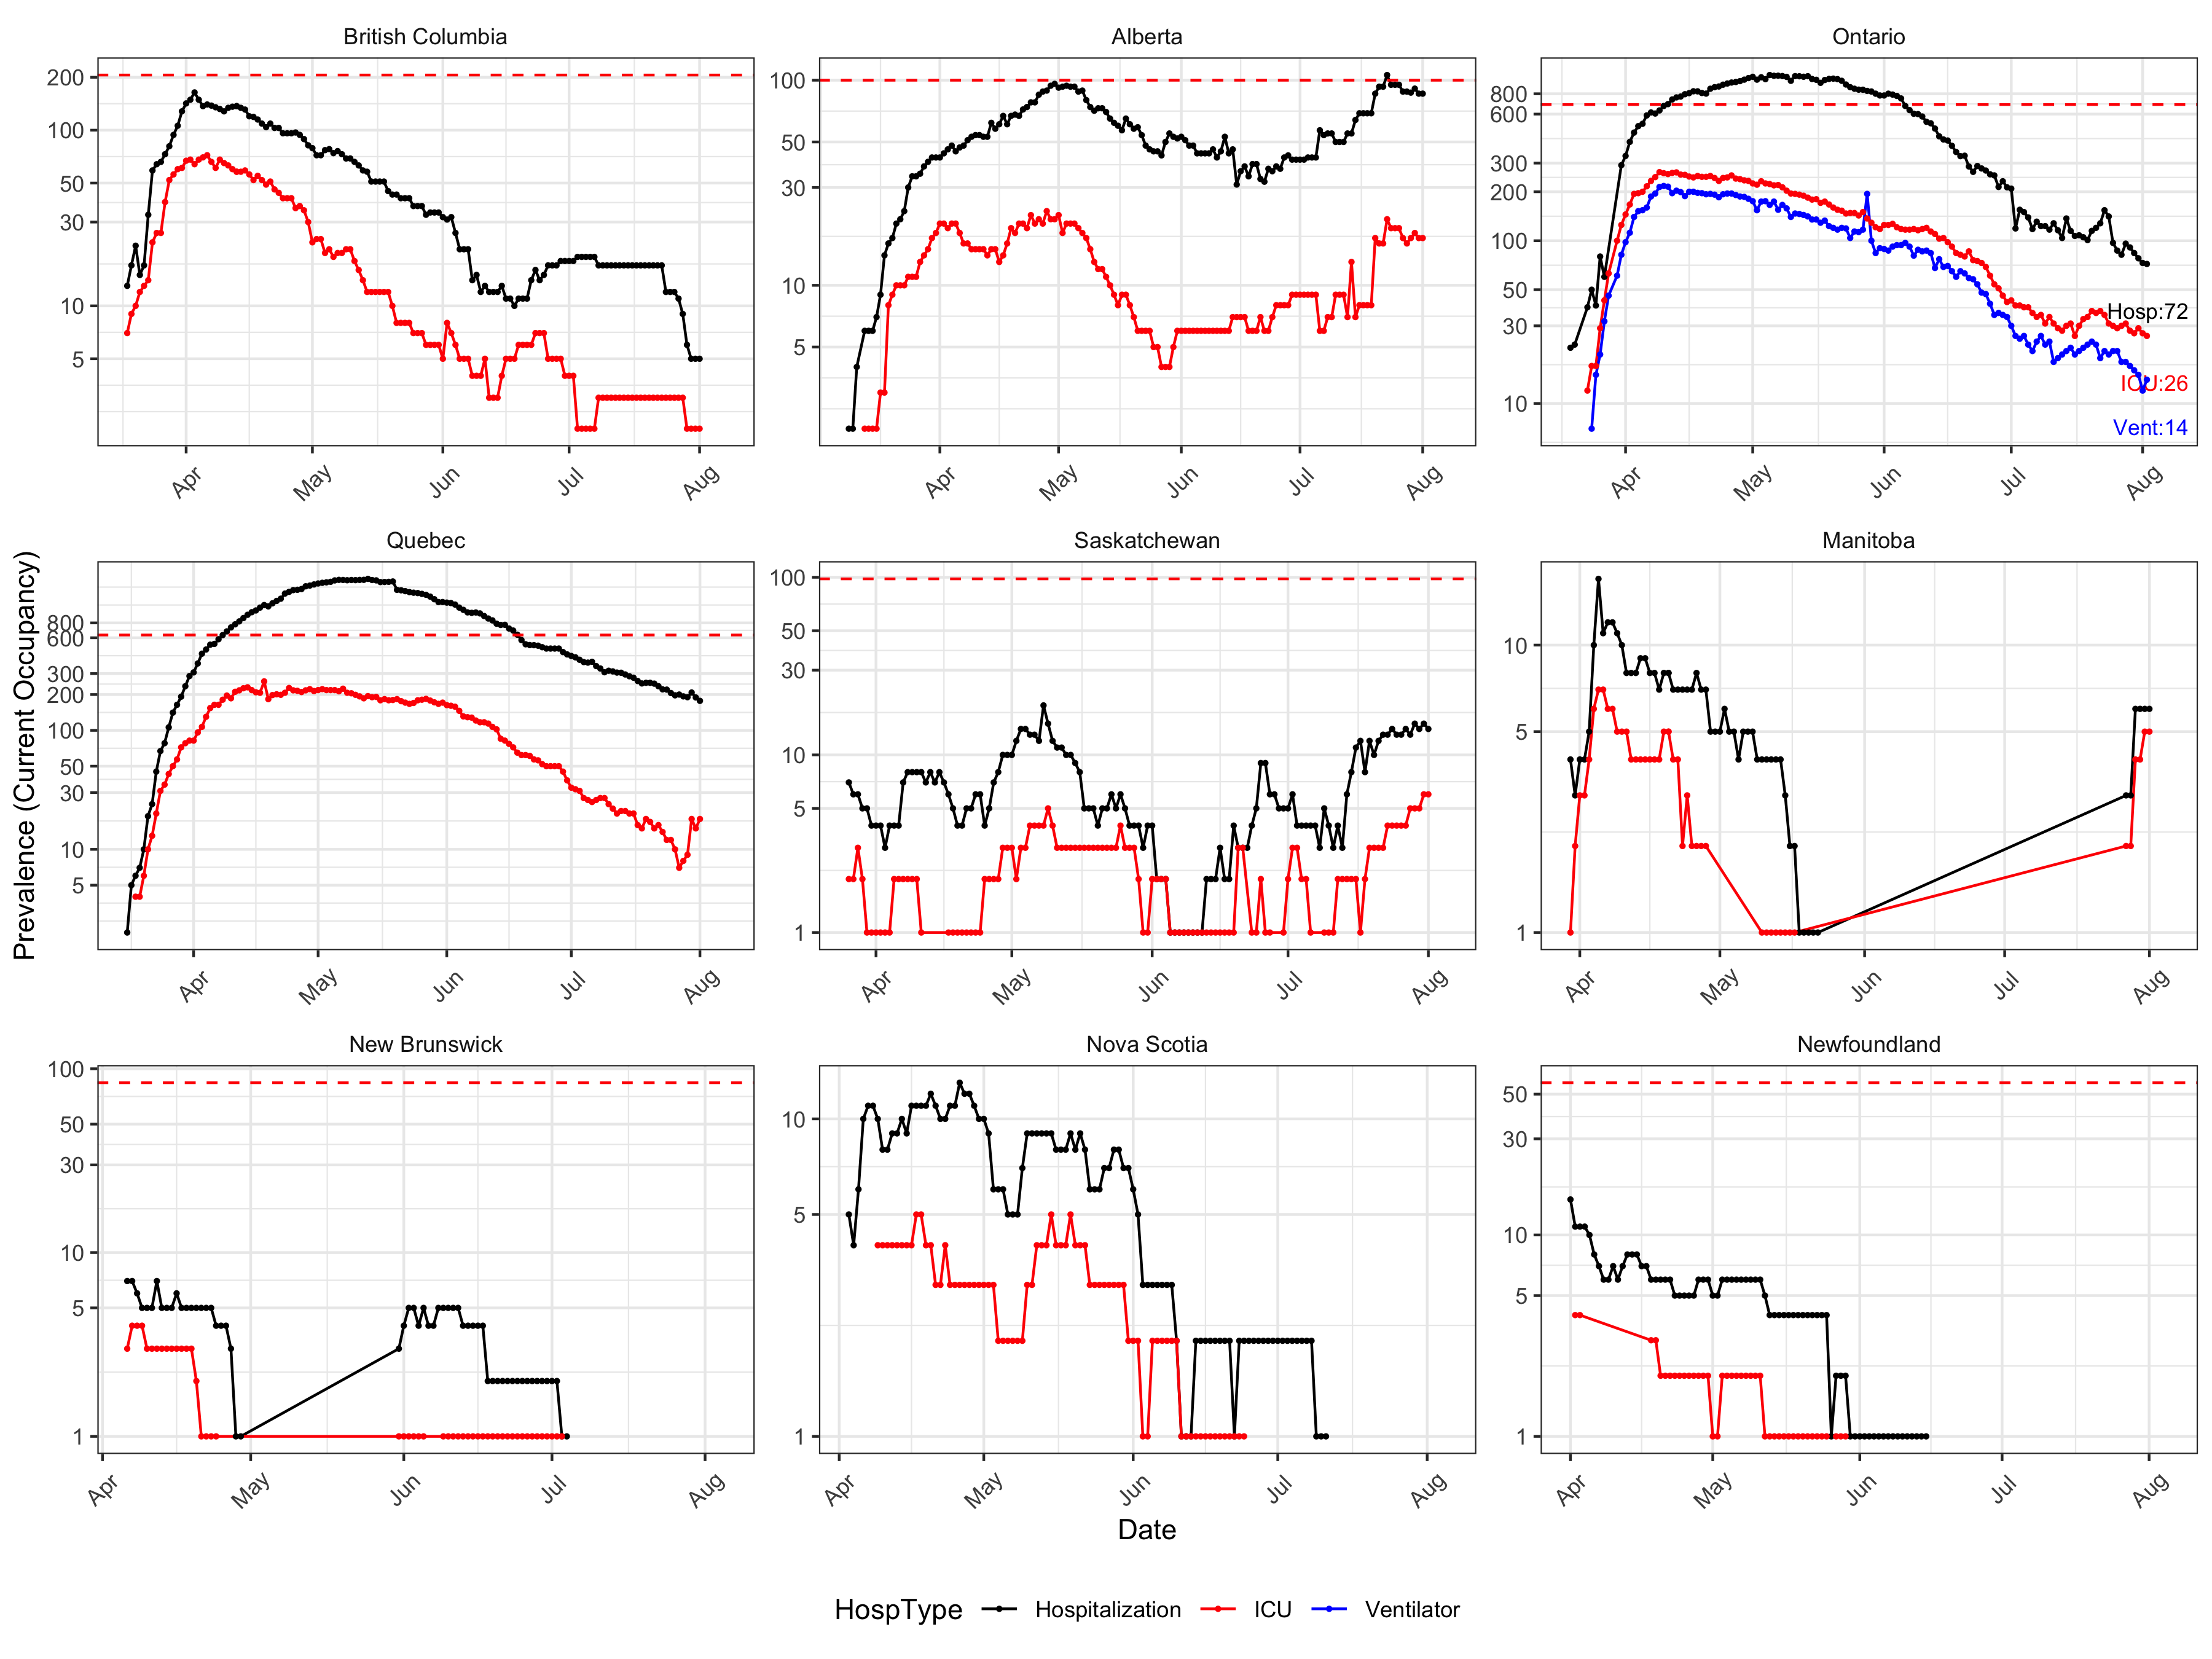 British Columbia
Alberta
Ontario
200
100
50
30
10
5
Apr
May
Jun
Jul
Aug
100
50
30
10
5
Apr
May
Jun
Jul
Aug
800
600
300
200
100
50
30
10
Hosp:72
ICU:26
Vent:14
Apr
May
Jun
Jul
Aug
Prevalence (Current Occupancy)
Quebec
Saskatchewan
Manitoba
800
600
300
200
100
50
30
10
5
Apr
May
Jun
Jul
Aug
100
50
30
10
5
1
Apr
May
Jun
Jul
Aug
10
5
1
Apr
May
Jun
Jul
Aug
New Brunswick
Nova Scotia
Newfoundland
100
50
30
10
5
1
Apr
May
Jun
Jul
Aug
10
5
1
Apr
May
Jun
Jul
Aug
50
30
10
5
1
Apr
May
Jun
Jul
Aug
Date
HospType Hospitalization ICU Ventilator